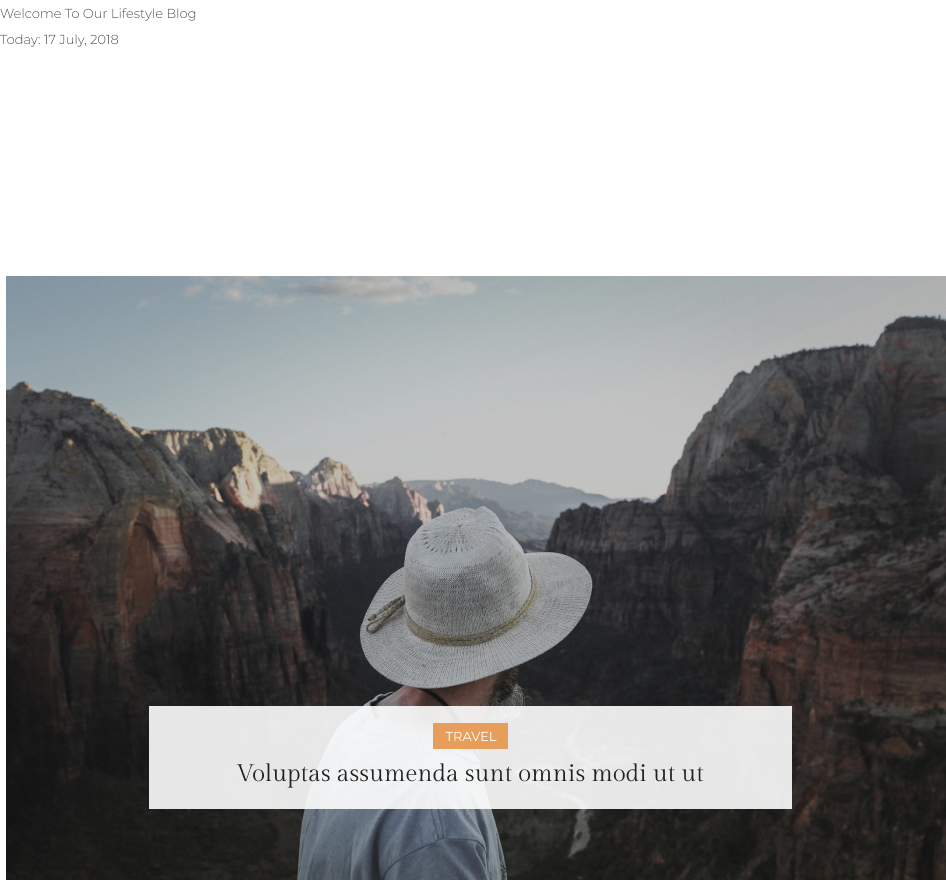 Welcome To Our Lifestyle Blog
Today: 17 July, 2018
TRAVEL
Voluptas assumenda sunt omnis modi ut ut